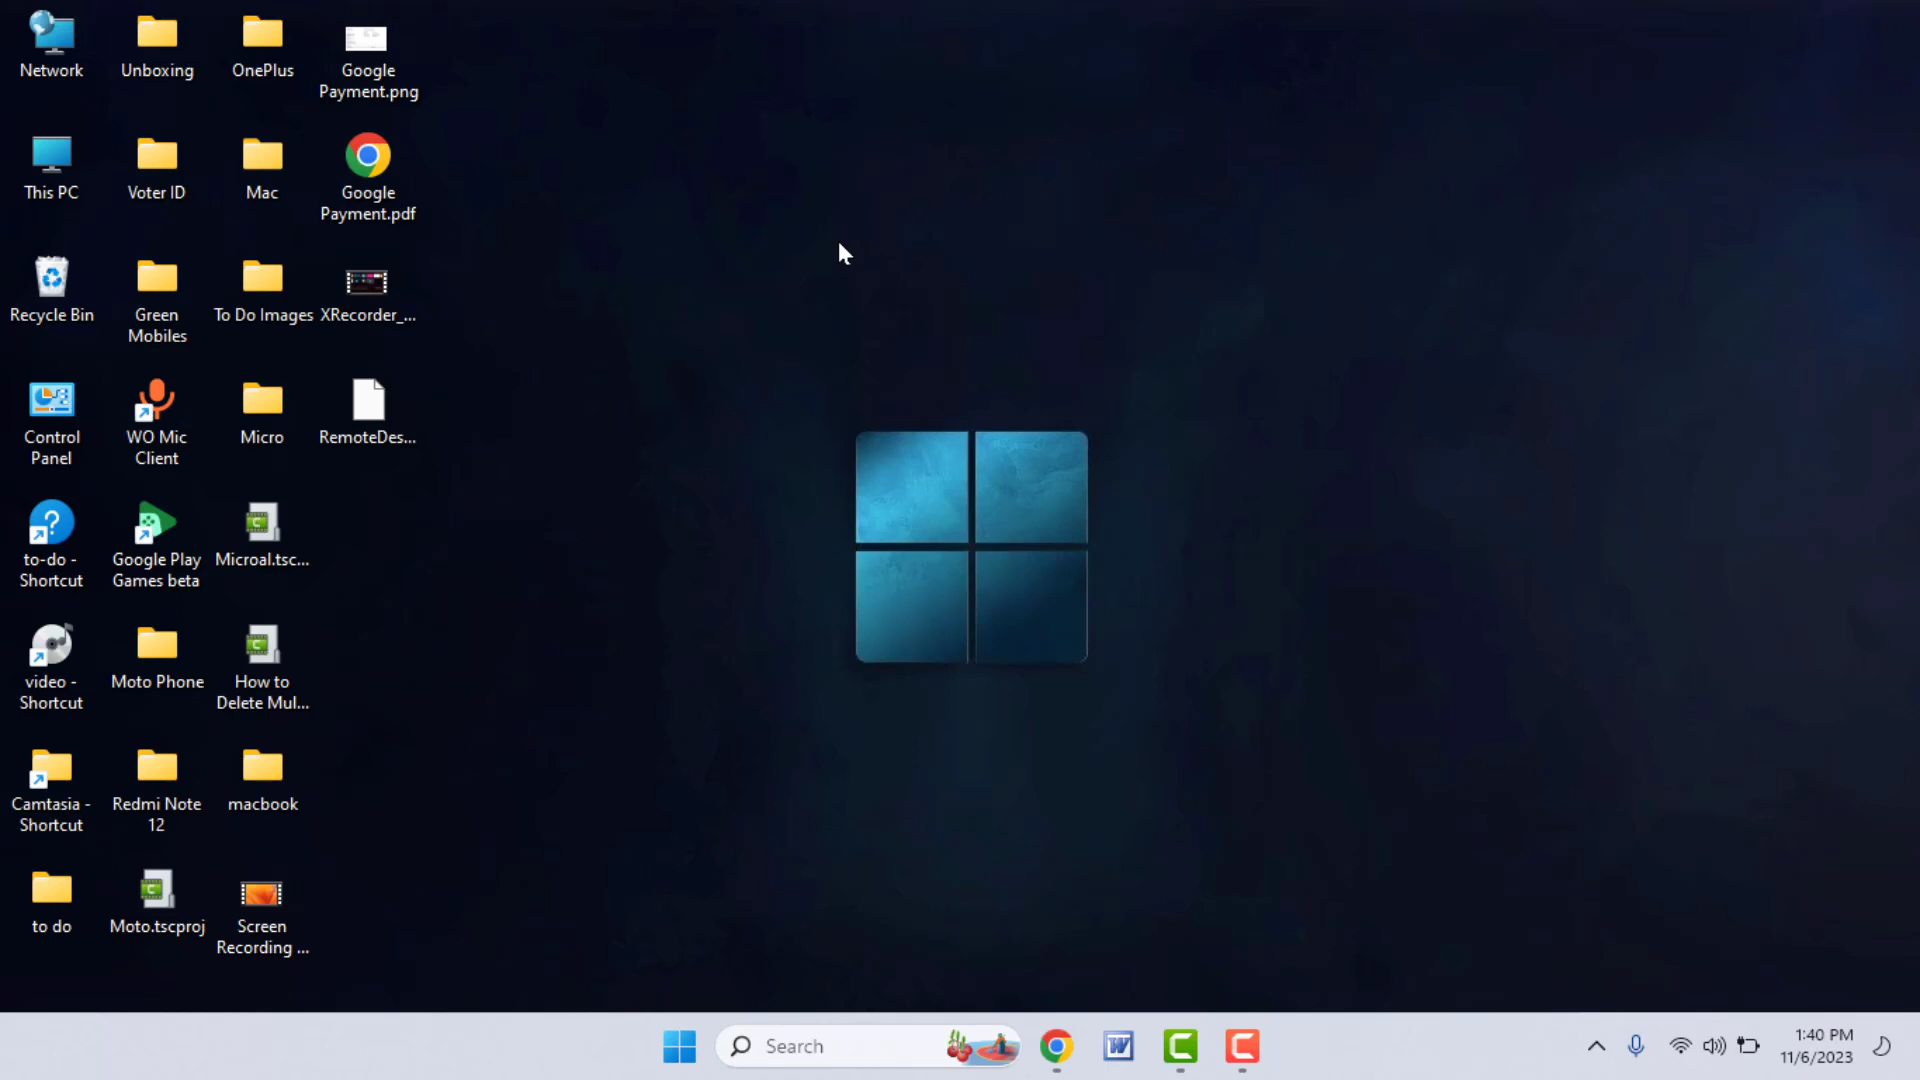 Network
Unboxing
OnePlus
Google
Payment.png
This PC
Voter ID
Mac
Google
Payment.pdf
Recycle Bin
Green
Mobiles
To Do Images
XRecorder_...
Control
Panel
WO Mic
Client
Micro
RemoteDes...
to-do -
Shortcut
Google Play
Games beta
Microal.tsc...
video -
Shortcut
Moto Phone
How to
Delete Mul...
Camtasia -
Shortcut
Redmi Note
12
macbook
to do
Moto.tscproj
Screen
Recording ...
Search
1:40 PM
11/6/2023